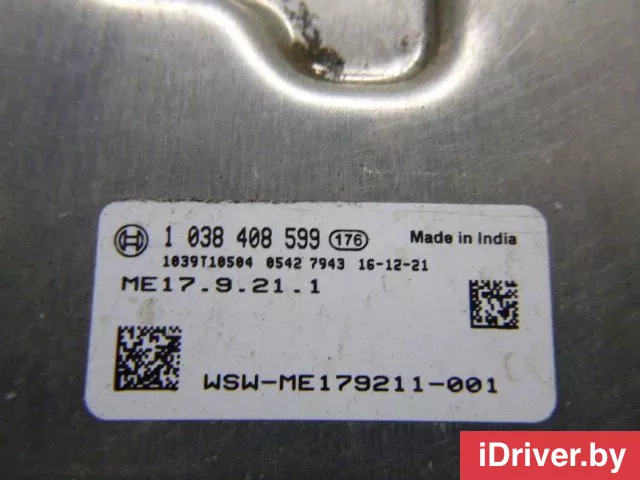 1 038 408 599 176 Made in India
1039T10504 0542 7943 16-12-21
ME17.9.21.1
WSW-ME179211-001
iDriver.by